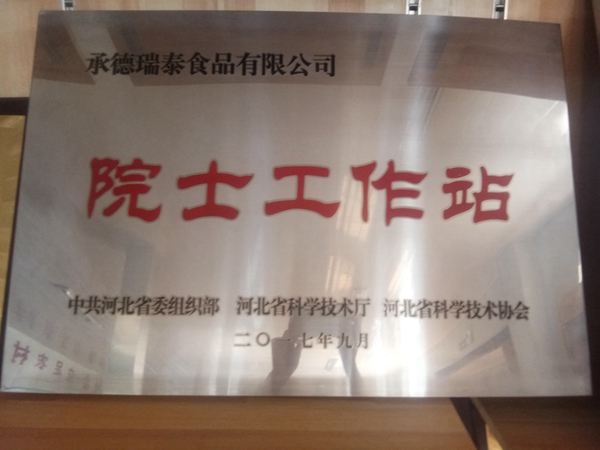 承德瑞泰食品有限公司
院士工作站
中共河北省委组织部 河北省科学技术厅 河北省科学技术协会
二〇一七年九月